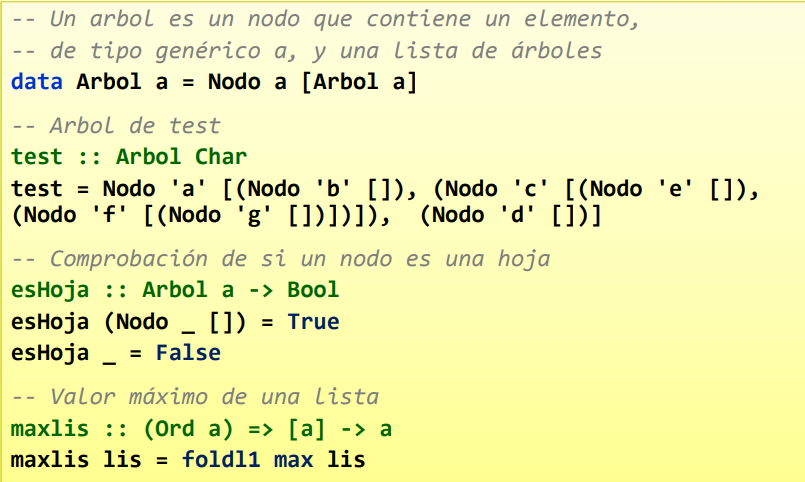 -- Un arbol es un nodo que contiene un elemento,
-- de tipo genérico a, y una lista de árboles
data Arbol a = Nodo a [Arbol a]
-- Arbol de test
test :: Arbol Char
test = Nodo 'a' [(Nodo 'b' []), (Nodo 'c' [(Nodo 'e' []),
(Nodo 'f' [(Nodo 'g' [])])]),  (Nodo 'd' [])]
-- Comprobación de si un nodo es una hoja
esHoja :: Arbol a -> Bool
esHoja (Nodo _ []) = True
esHoja _ = False
-- Valor máximo de una lista
maxlis :: (Ord a) => [a] -> a
maxlis lis = foldl1 max lis